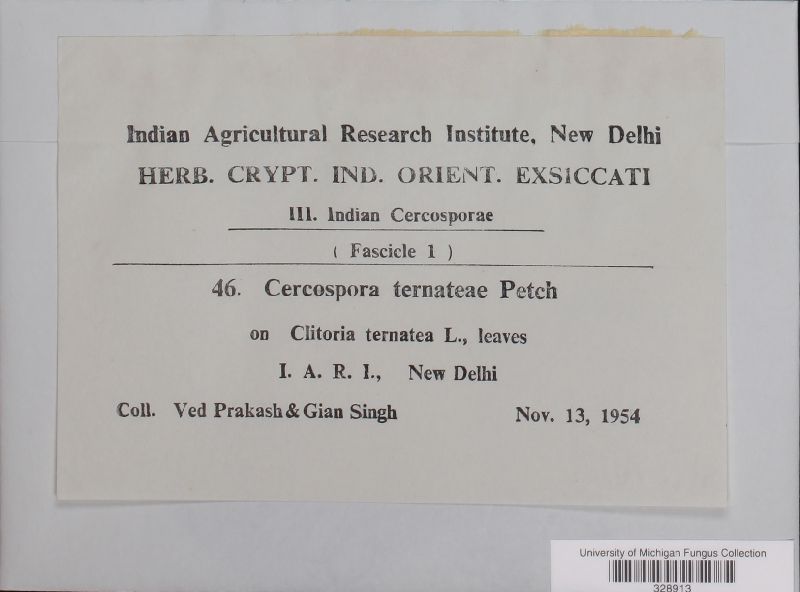 Indian Agricultural Research Institute, New Delhi
HERB. CRYPT. IND. ORIENT. EXSICCATI
III. Indian Cercosporae
( Fascicle 1 )
46. Cercospora ternateae Petch
on Clitoria ternatea L., leaves
I. A. R. I., New Delhi
Coll. Ved Prakash & Gian Singh Nov. 13, 1954
University of Michigan Fungus Collection
328913